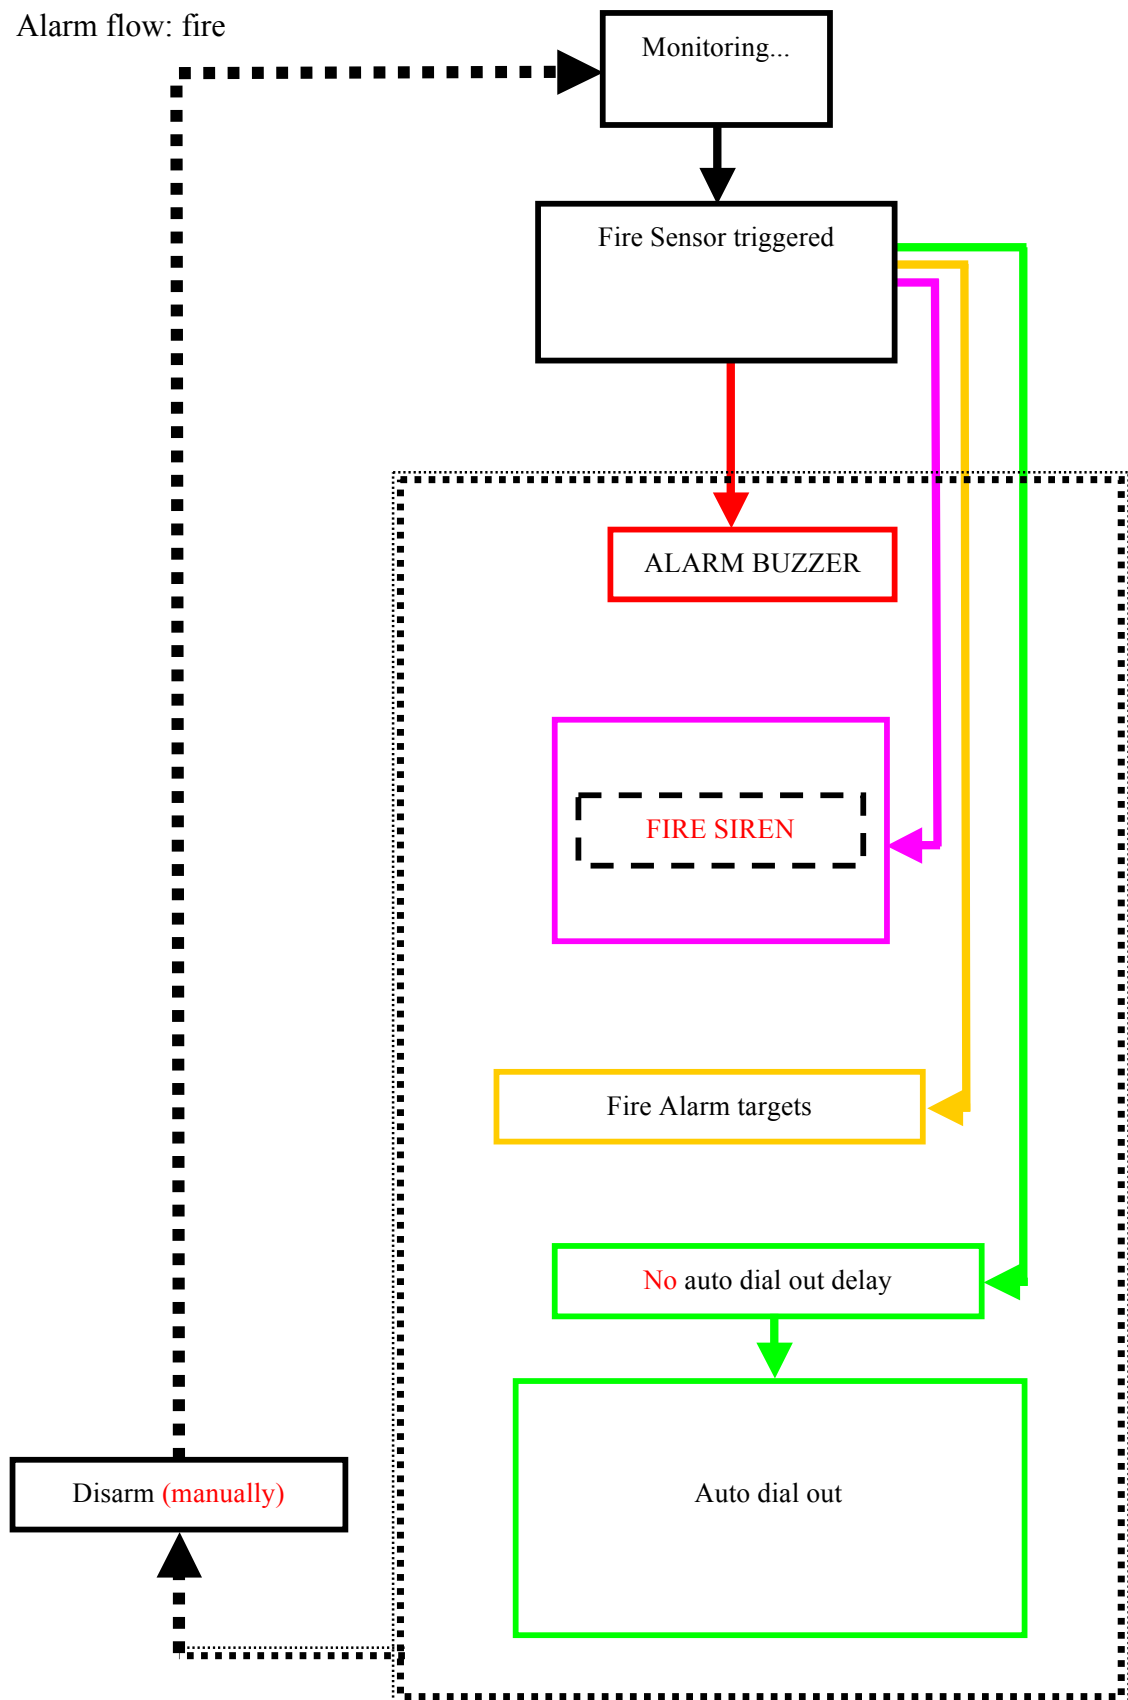 Alarm flow: fire
Monitoring...
Fire Sensor triggered
ALARM BUZZER
FIRE SIREN
Fire Alarm targets
No auto dial out delay
Disarm (manually)
Auto dial out